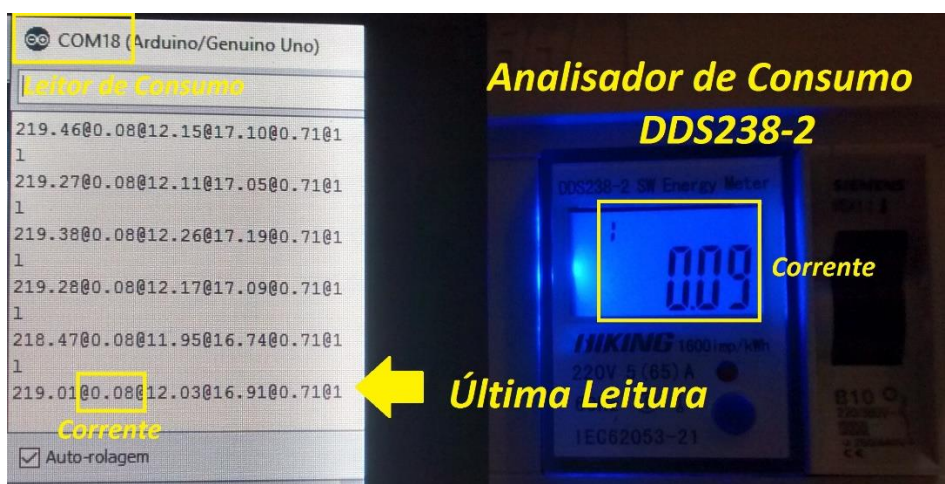 COM18 (Arduino/Genuino Uno)
Leitor de Consumo
219.46@0.08@12.15@17.10@0.71@1
1
219.27@0.08@12.11@17.05@0.71@1
1
219.38@0.08@12.26@17.19@0.71@1
1
219.28@0.08@12.17@17.09@0.71@1
1
218.47@0.08@11.95@16.74@0.71@1
1
219.01@0.08@12.03@16.91@0.71@1
Corrente
Auto-rolagem
Analisador de Consumo
DDS238-2
DDS238-2 SW Energy Meter
1
0.09
Corrente
HIKING 1600imp/kWh
220V 5(65)A
Última Leitura
IEC62053-21
SIEMENS
B10